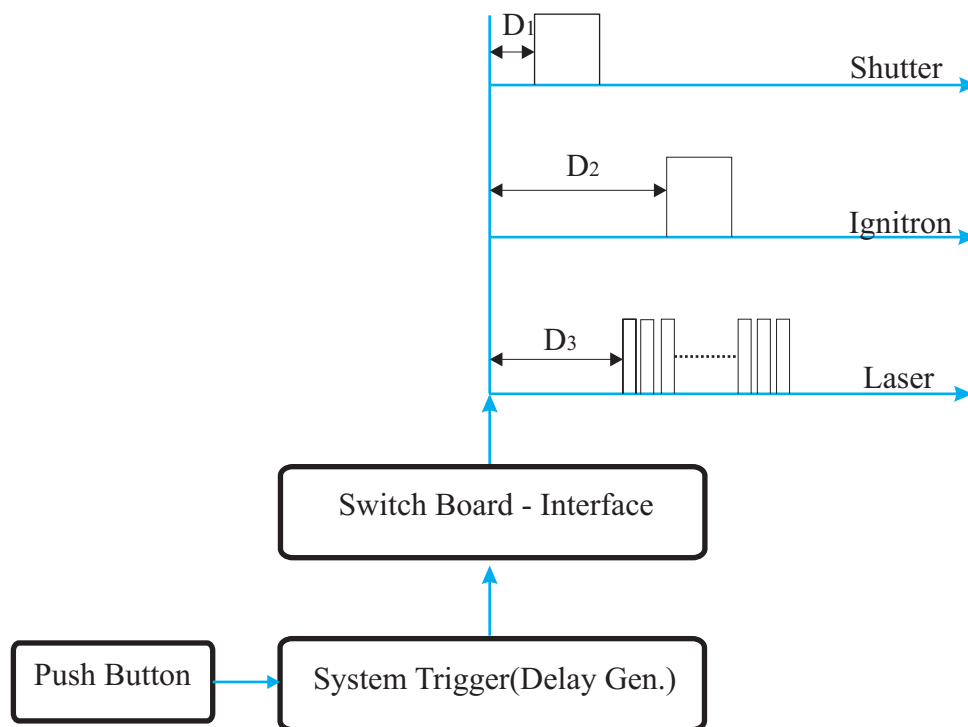 D1
Shutter
D2
Ignitron
D3
Laser
Switch Board - Interface
System Trigger(Delay Gen.)
Push Button